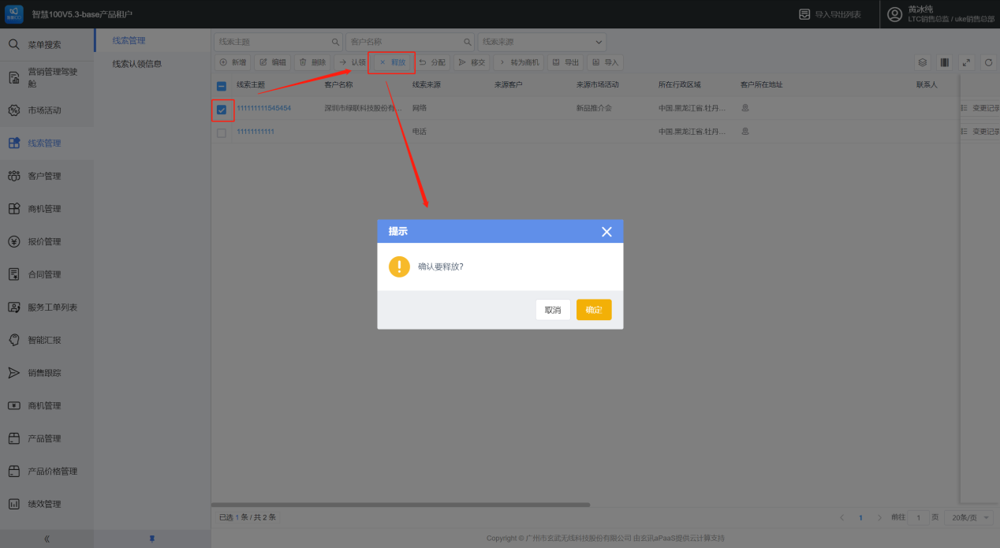 智慧100V5.3-base产品租户
导入导出列表
黄冰纯
LTC销售总监 / uke销售总部
菜单搜索
营销管理驾驶
舱
市场活动
线索管理
客户管理
商机管理
报价管理
合同管理
服务工单列表
智能汇报
销售跟踪
商机管理
产品管理
产品价格管理
绩效管理
线索管理
线索认领信息
线索主题
客户名称
线索来源
新增
编辑
删除
认领
释放
分配
移交
转为商机
导出
导入
线索主题 客户名称 线索来源 来源客户 来源市场活动 所在行政区域 客户所在地址 联系人
111111111545454 深圳市绿联科技股份有... 网络 新品推介会 中国.黑龙江省.牡丹... 变更记录
11111111111 电话 中国.黑龙江省.牡丹... 变更记录
提示
确认要释放?
取消
确定
已选 1 条 / 共 2 条
1 前往 1 页 20条/页
Copyright © 广州市玄武无线科技股份有限公司 由玄讯aPaaS提供云计算支持